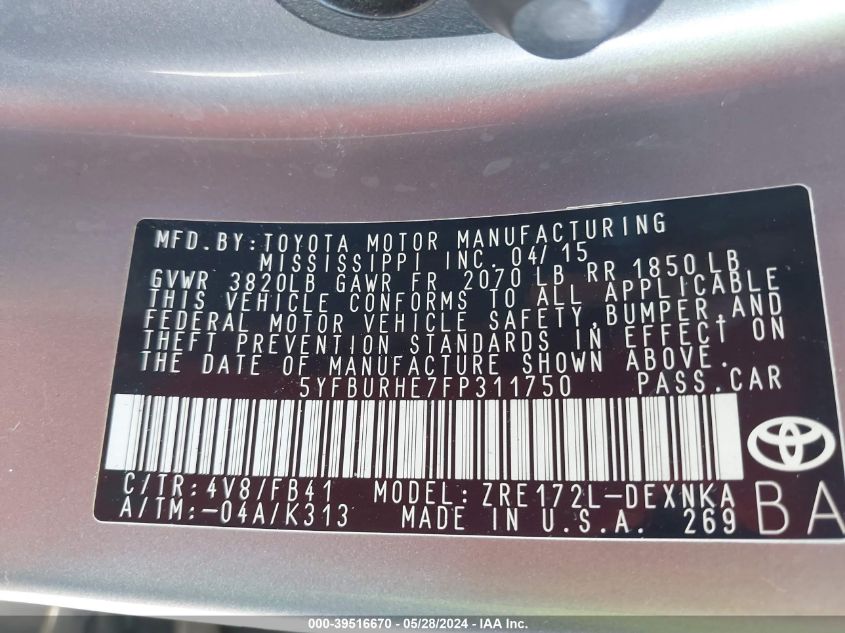 MFD. BY: TOYOTA MOTOR MANUFACTURING
MISSISSIPPI INC. 04/15
GVWR 3820LB GAWR FR 2070 LB RR 1850 LB
THIS VEHICLE CONFORMS TO ALL APPLICABLE
FEDERAL MOTOR VEHICLE SAFETY, BUMPER, AND
THEFT PREVENTION STANDARDS IN EFFECT ON
THE DATE OF MANUFACTURE SHOWN ABOVE.
5YFBURHE7FP311750 PASS. CAR
C/TR: 4V8/FB41 MODEL: ZRE172L-DEXNKA
A/TM: -04A/K313 MADE IN U.S.A. 269
BA
000-39516670 - 05/28/2024 - IAA Inc.